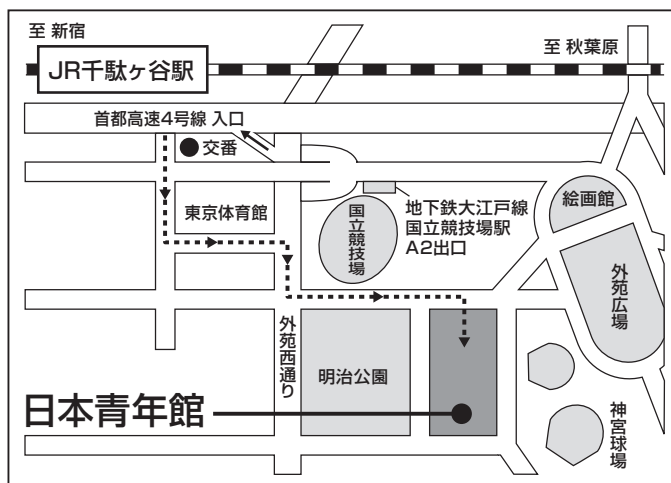 至 新宿
至 秋葉原
JR千駄ヶ谷駅
首都高速4号線 入口
交番
東京体育館
国立競技場
地下鉄大江戸線
国立競技場駅
A2出口
絵画館
外苑広場
外苑西通り
明治公園
日本青年館
神宮球場